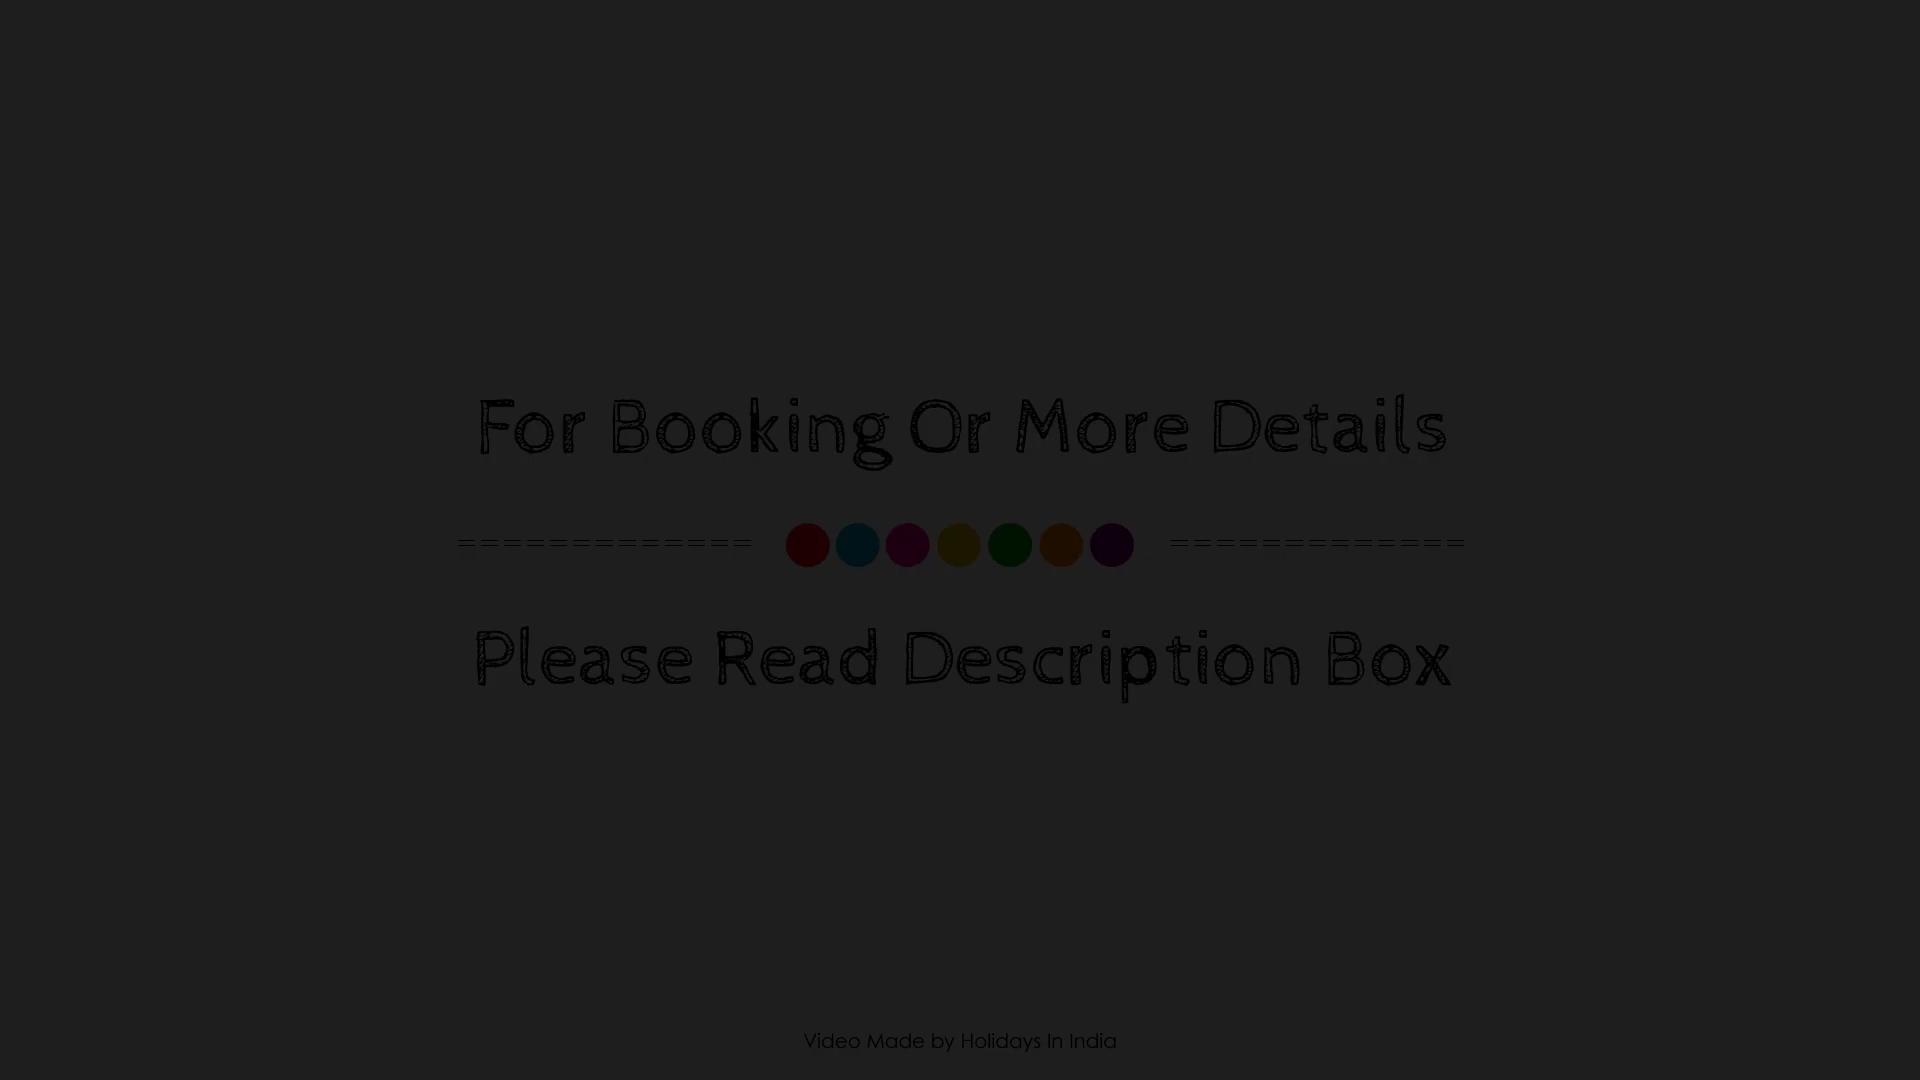 For Booking Or More Details
============= =============
Please Read Description Box
Video Made by Holidays In India